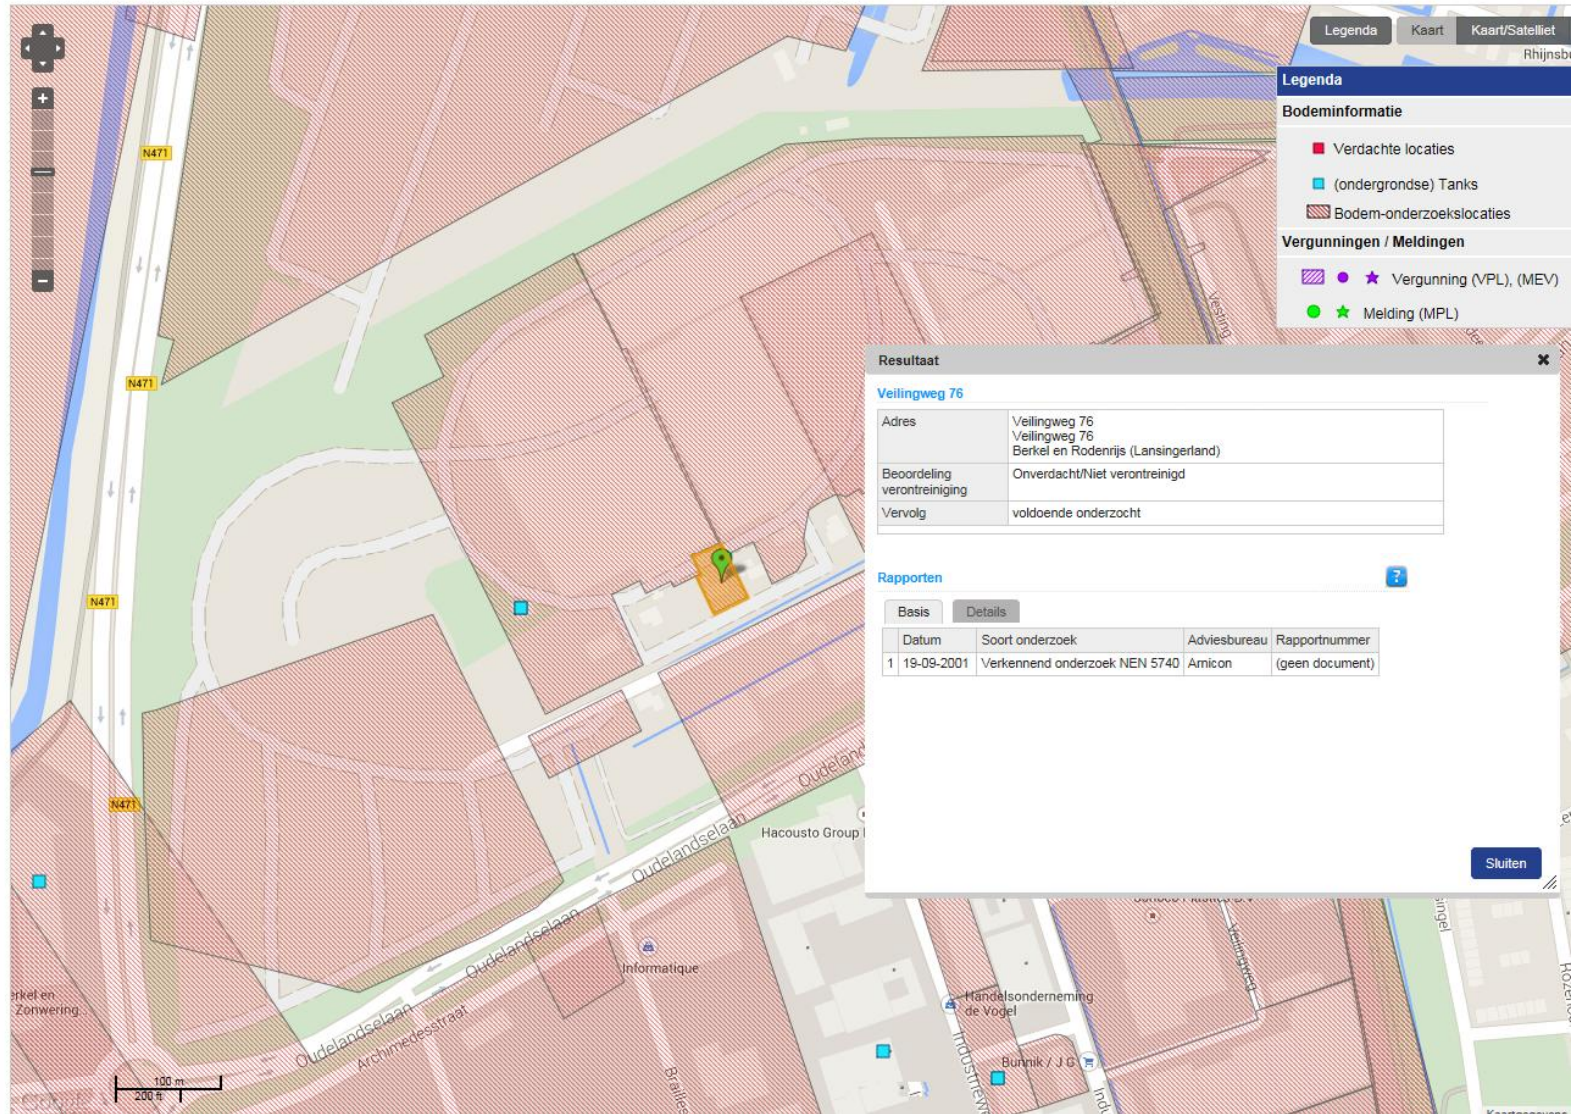 Legenda
Kaart
Kaart/Satelliet
Legenda
Bodeminformatie
Verdachte locaties
(ondergrondse) Tanks
Bodem-onderzoekslocaties
Vergunningen / Meldingen
Vergunning (VPL), (MEV)
Melding (MPL)
N471
N471
N471
N471
Vesting
Resultaat
Veilingweg 76
Adres Veilingweg 76
Veilingweg 76
Berkel en Rodenrijs (Lansingerland)
Beoordeling Onverdacht/Niet verontreinigd
verontreiniging
Vervolg voldoende onderzocht
Rapporten
?
Basis Details
Datum Soort onderzoek Adviesbureau Rapportnummer
1 19-09-2001 Verkennend onderzoek NEN 5740 Arnicon (geen document)
Sluiten
Hacousto Group
Oudelandselaan
Oudelandselaan
Oudelandselaan
Archimedesstraat
Informatique
Handelsonderneming
de Vogel
Bunnik / J G
Veilingweg
Zonwering...
100 m
200 ft
Google